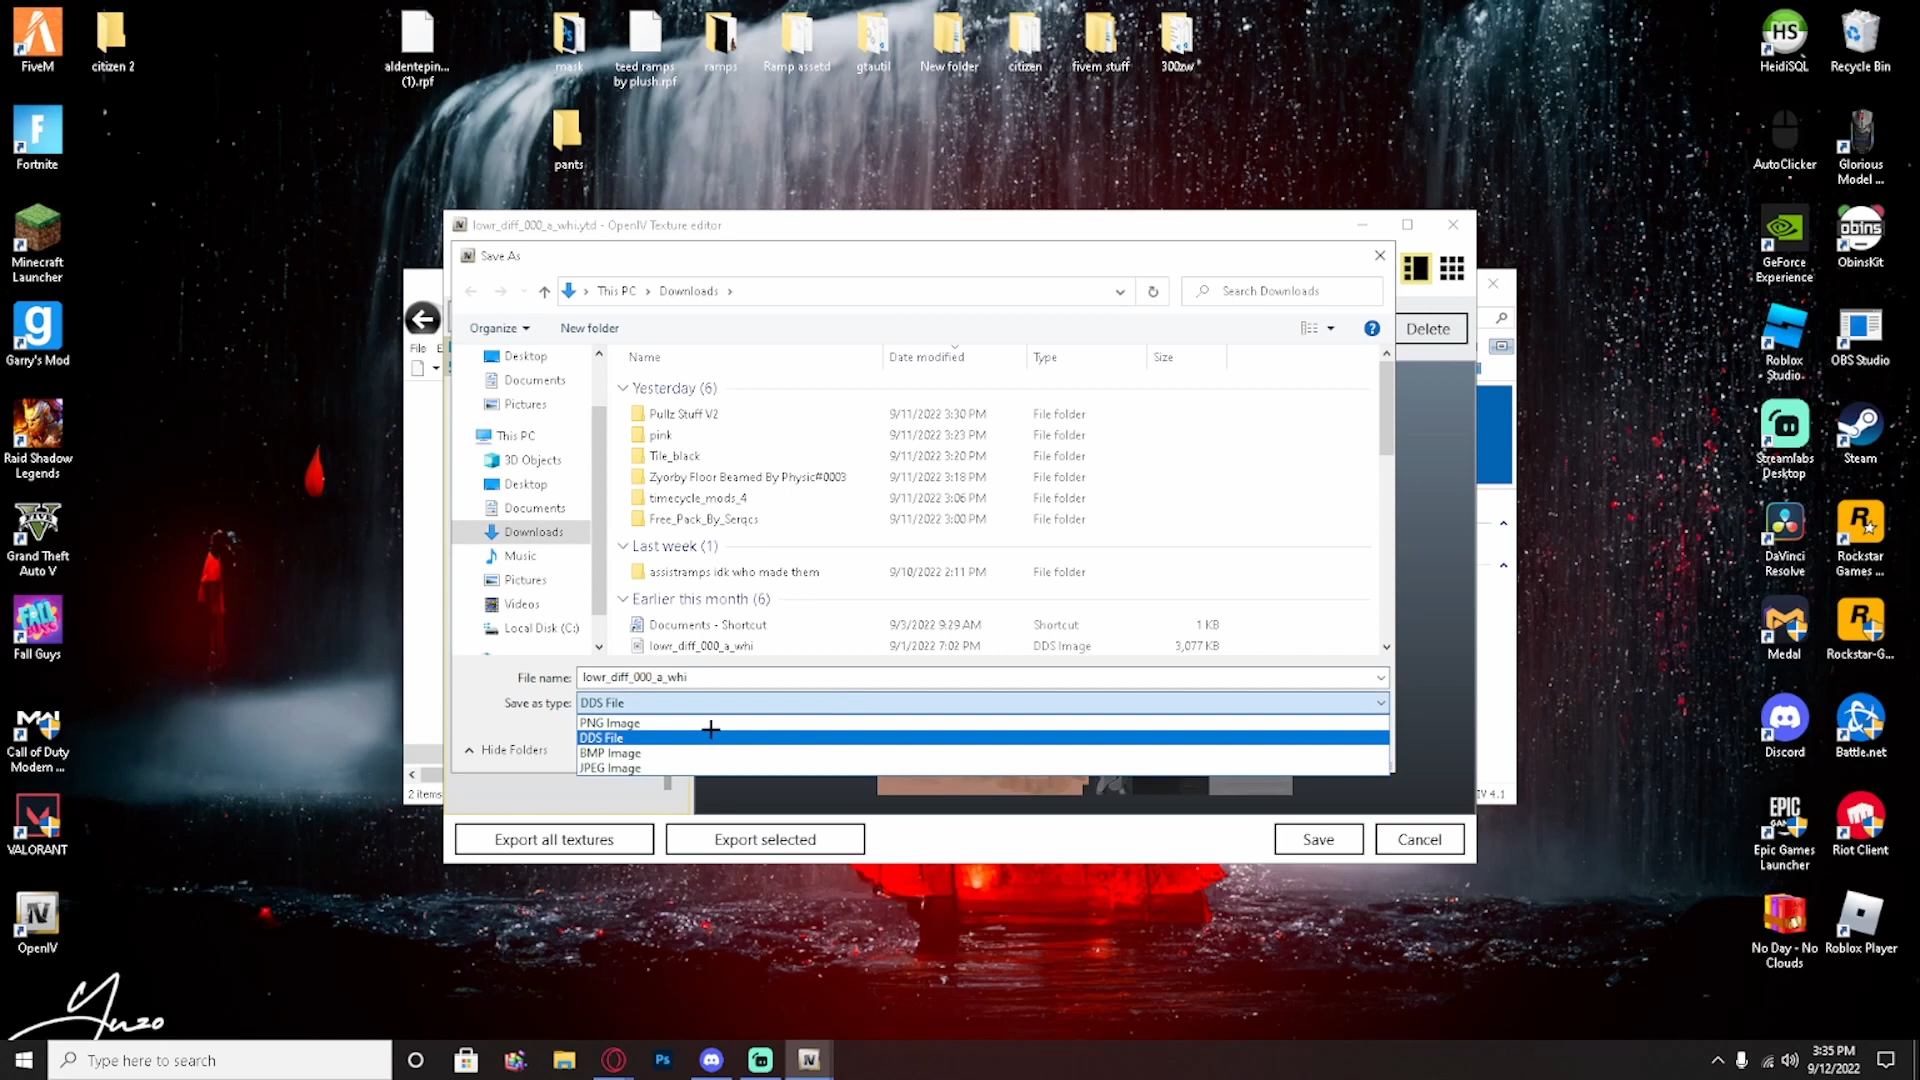 FiveM
citizen 2
aldentepin...
(1).rpf
mask
teed ramps
by plush.rpf
ramps
Ramp assetd
gtautil
New folder
citizen
fivem stuff
300zw
HeidiSQL
Recycle Bin
Fortnite
pants
AutoClicker
Glorious
Model ...
Minecraft
Launcher
GeForce
Experience
obins
ObinsKit
Garry's Mod
Roblox
Studio
OBS Studio
Raid Shadow
Legends
Streamlabs
Desktop
Steam
Grand Theft
Auto V
DaVinci
Resolve
Rockstar
Games ...
Fall Guys
Medal
Rockstar-G...
Call of Duty
Modern ...
Discord
Battle.net
VALORANT
EPIC
GAMES
Epic Games
Launcher
Riot Client
OpenIV
No Day - No
Clouds
Roblox Player
lowr_diff_000_a_whi.ytd - OpenIV Texture editor
Save As
This PC > Downloads >
Search Downloads
Organize
New folder
Delete
File
Name
Date modified
Type
Size
Desktop
Documents
Pictures
This PC
3D Objects
Desktop
Documents
Downloads
Music
Pictures
Videos
Local Disk (C:)
Yesterday (6)
Pullz Stuff V2 9/11/2022 3:30 PM File folder
pink 9/11/2022 3:23 PM File folder
Tile_black 9/11/2022 3:20 PM File folder
Zyorby Floor Beamed By Physic#0003 9/11/2022 3:18 PM File folder
timecycle_mods_4 9/11/2022 3:06 PM File folder
Free_Pack_By_Serqcs 9/11/2022 3:00 PM File folder
Last week (1)
assistramps idk who made them 9/10/2022 2:11 PM File folder
Earlier this month (6)
Documents - Shortcut 9/3/2022 9:29 AM Shortcut 1 KB
lowr_diff_000_a_whi 9/1/2022 7:02 PM DDS Image 3,077 KB
File name: lowr_diff_000_a_whi
Save as type: DDS File
PNG Image
DDS File
BMP Image
JPEG Image
Hide Folders
2 items
IV 4.1
Export all textures
Export selected
Save
Cancel
Yuzo
Type here to search
Ps
3:35 PM
9/12/2022